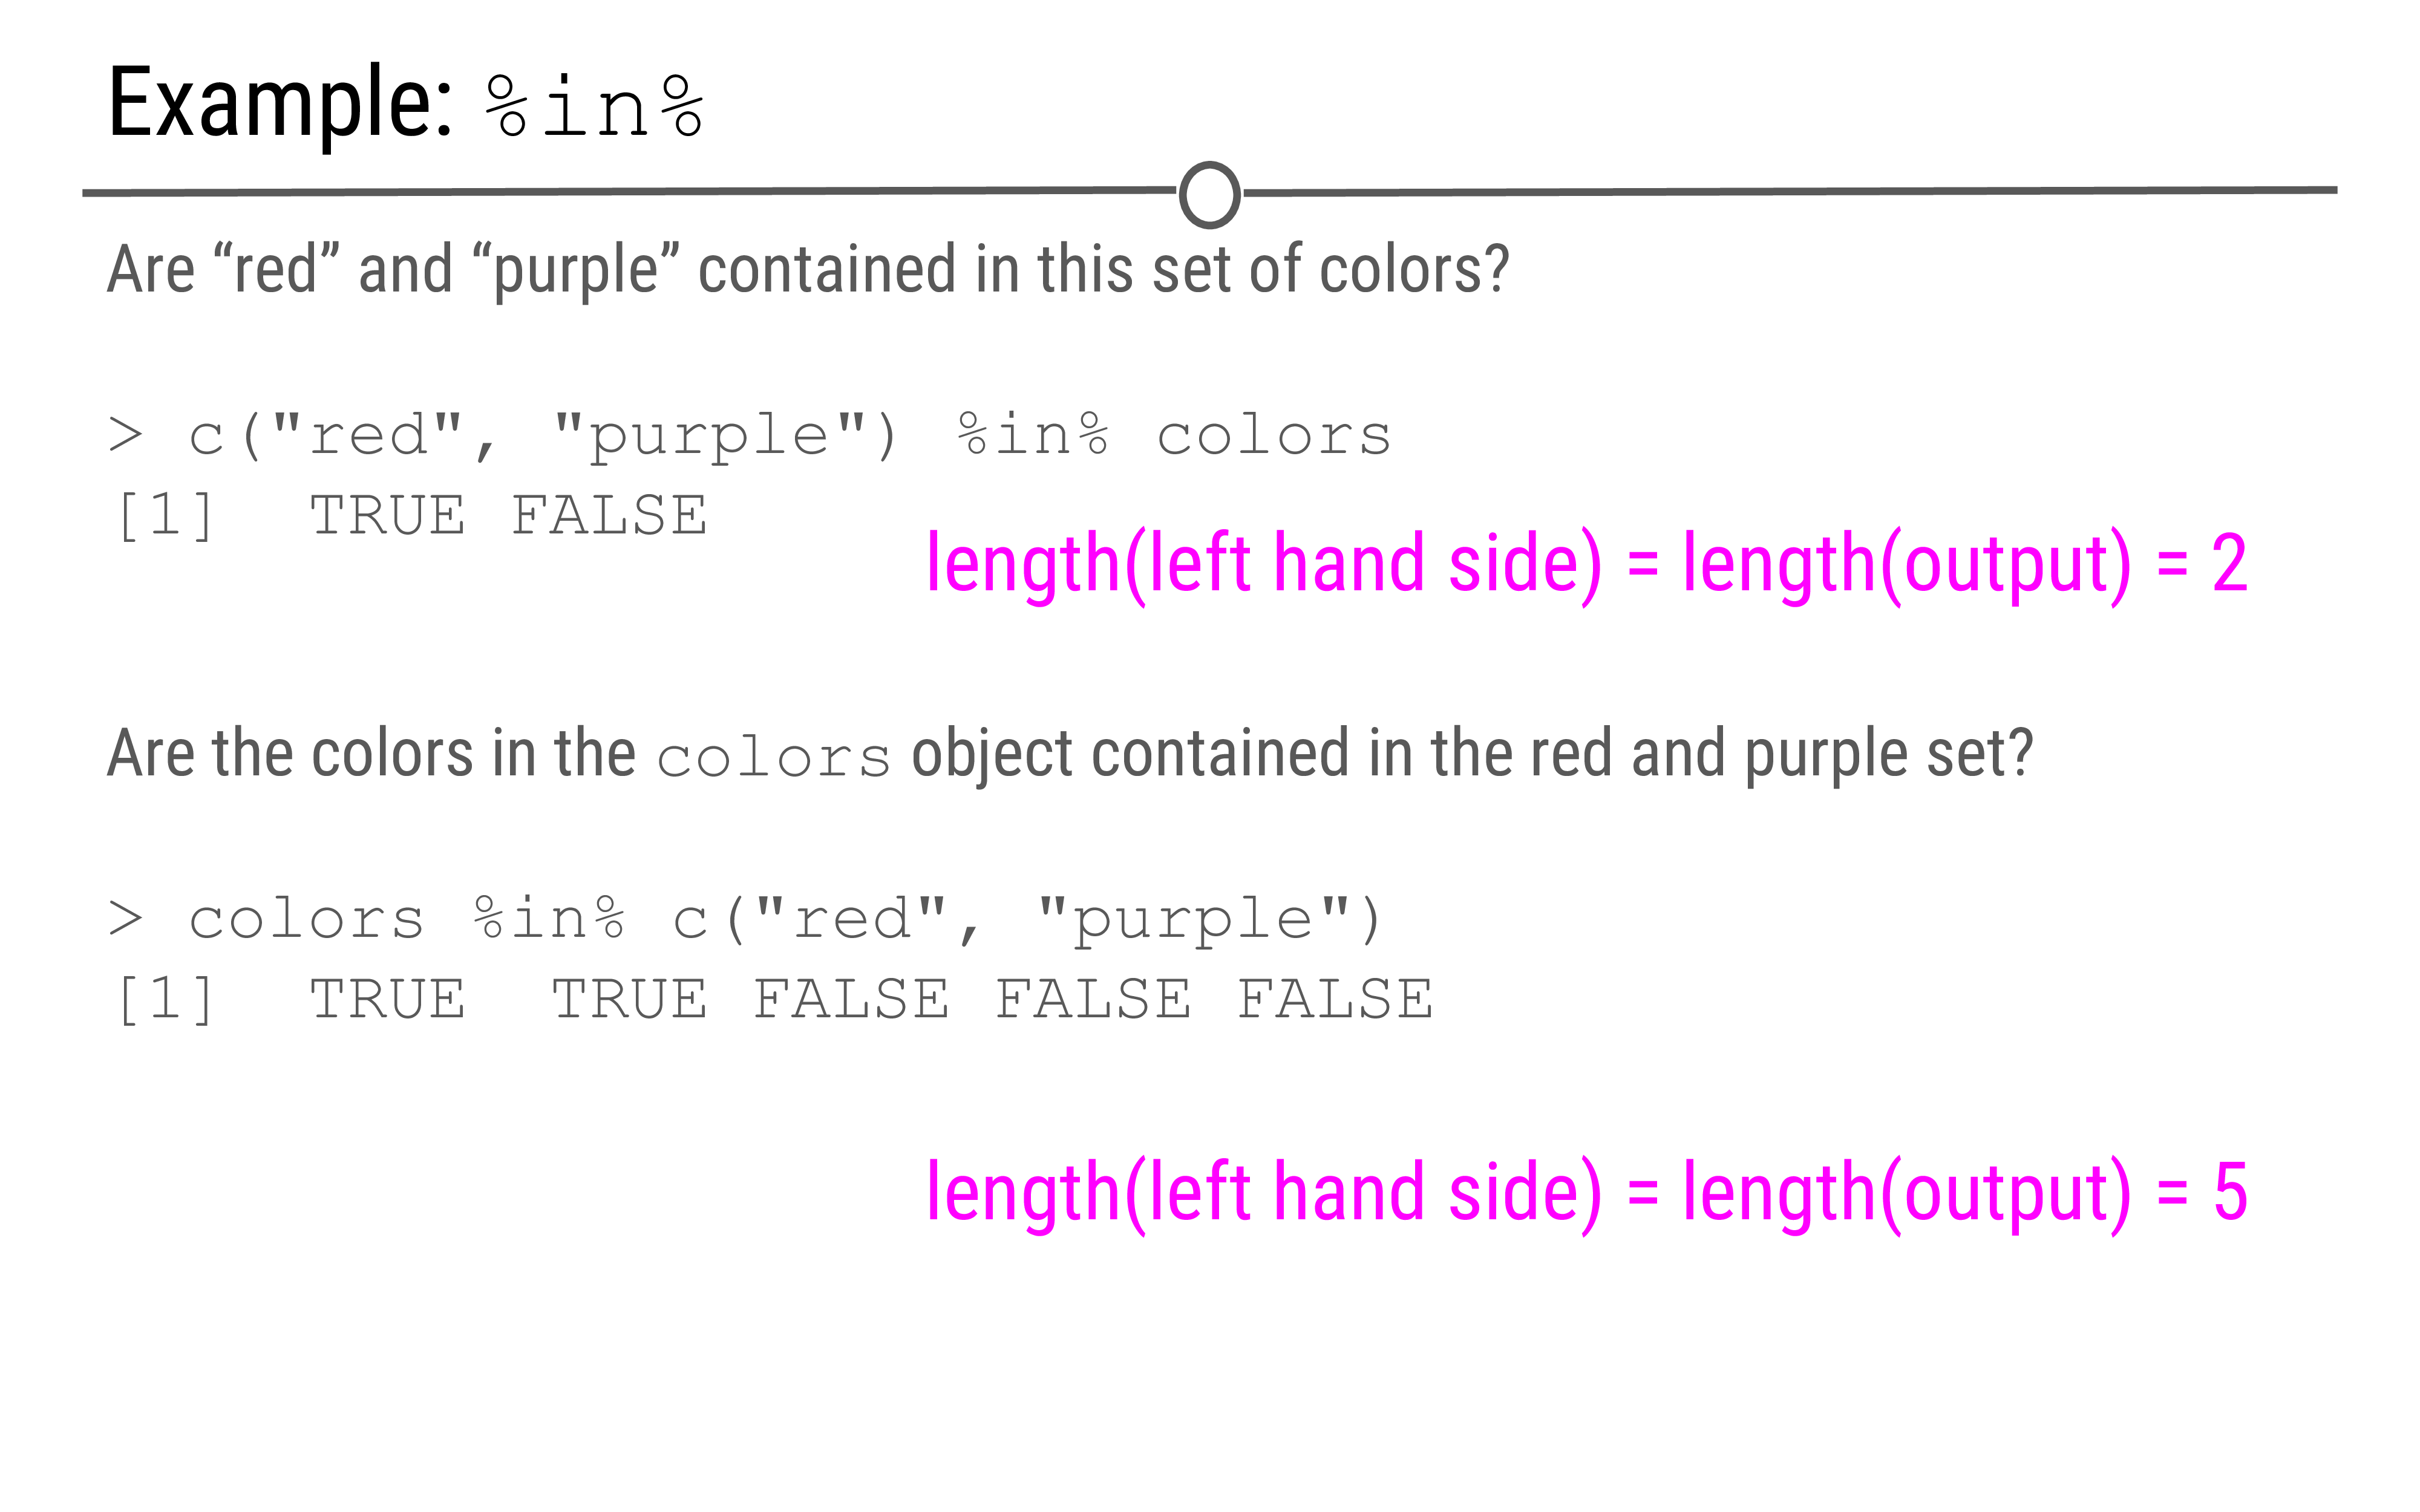 Example: %in%
Are “red” and “purple” contained in this set of colors?
> c("red", "purple") %in% colors
[1]  TRUE FALSE
length(left hand side) = length(output) = 2
Are the colors in the colors object contained in the red and purple set?
> colors %in% c("red", "purple")
[1]  TRUE  TRUE FALSE FALSE FALSE
length(left hand side) = length(output) = 5